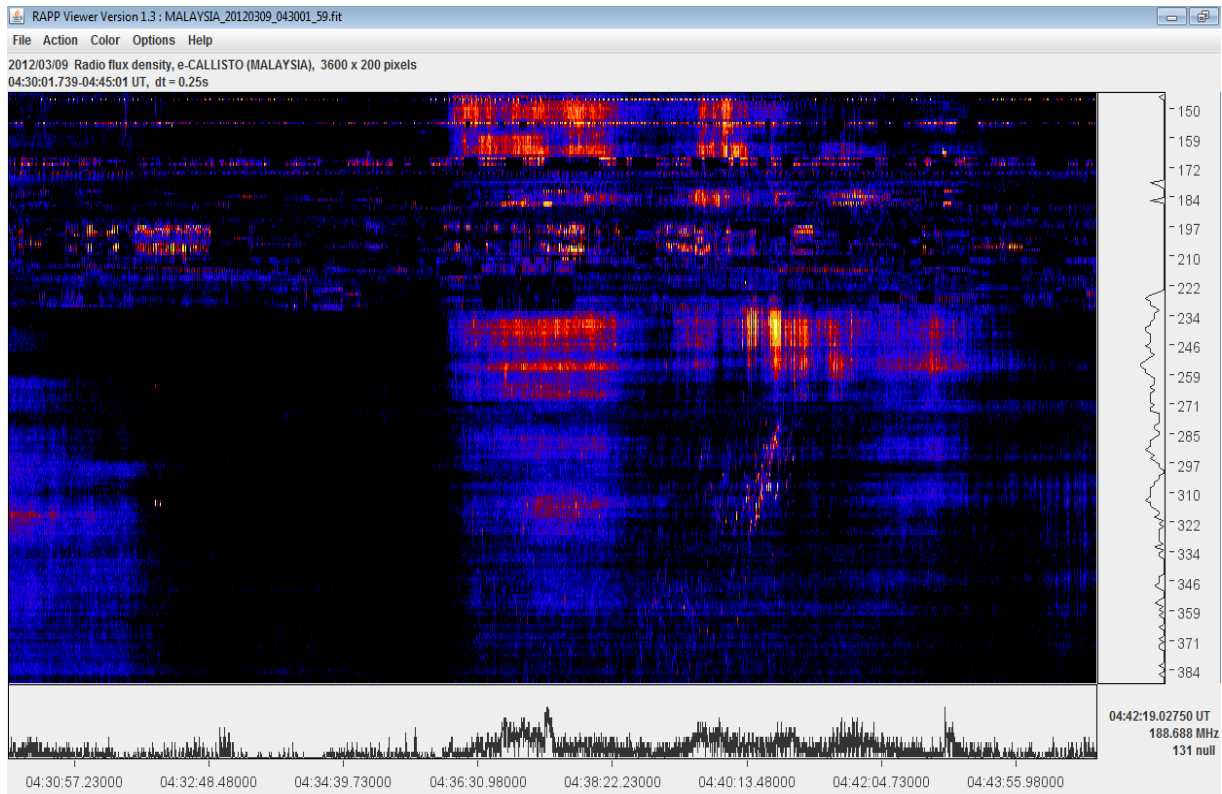 RAPP Viewer Version 1.3 : MALAYSIA_20120309_043001_59.fit
File Action Color Options Help
2012/03/09 Radio flux density, e-CALLISTO (MALAYSIA), 3600 x 200 pixels
04:30:01.739-04:45:01 UT, dt = 0.25s
150
159
172
184
197
210
222
234
246
259
271
285
297
310
322
334
346
359
371
384
04:42:19.02750 UT
188.688 MHz
131 null
04:30:57.23000 04:32:48.48000 04:34:39.73000 04:36:30.98000 04:38:22.23000 04:40:13.48000 04:42:04.73000 04:43:55.98000